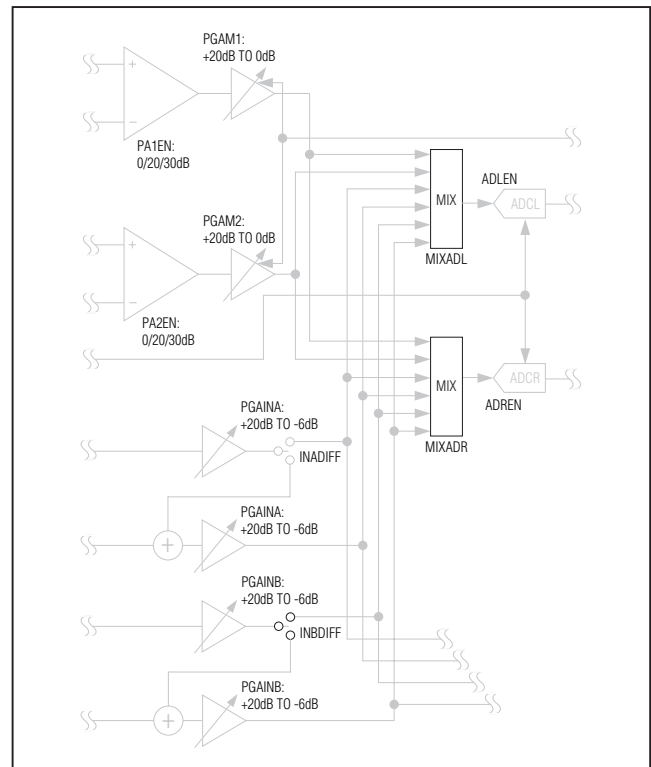 PGAM1:
+20dB TO 0dB
+
−
PA1EN:
0/20/30dB
MIX
ADLEN
ADCL
MIXADL
PGAM2:
+20dB TO 0dB
+
−
PA2EN:
0/20/30dB
MIX
ADCR
ADREN
MIXADR
PGAINA:
+20dB TO -6dB
INADIFF
PGAINA:
+20dB TO -6dB
+
PGAINB:
+20dB TO -6dB
INBDIFF
PGAINB:
+20dB TO -6dB
+